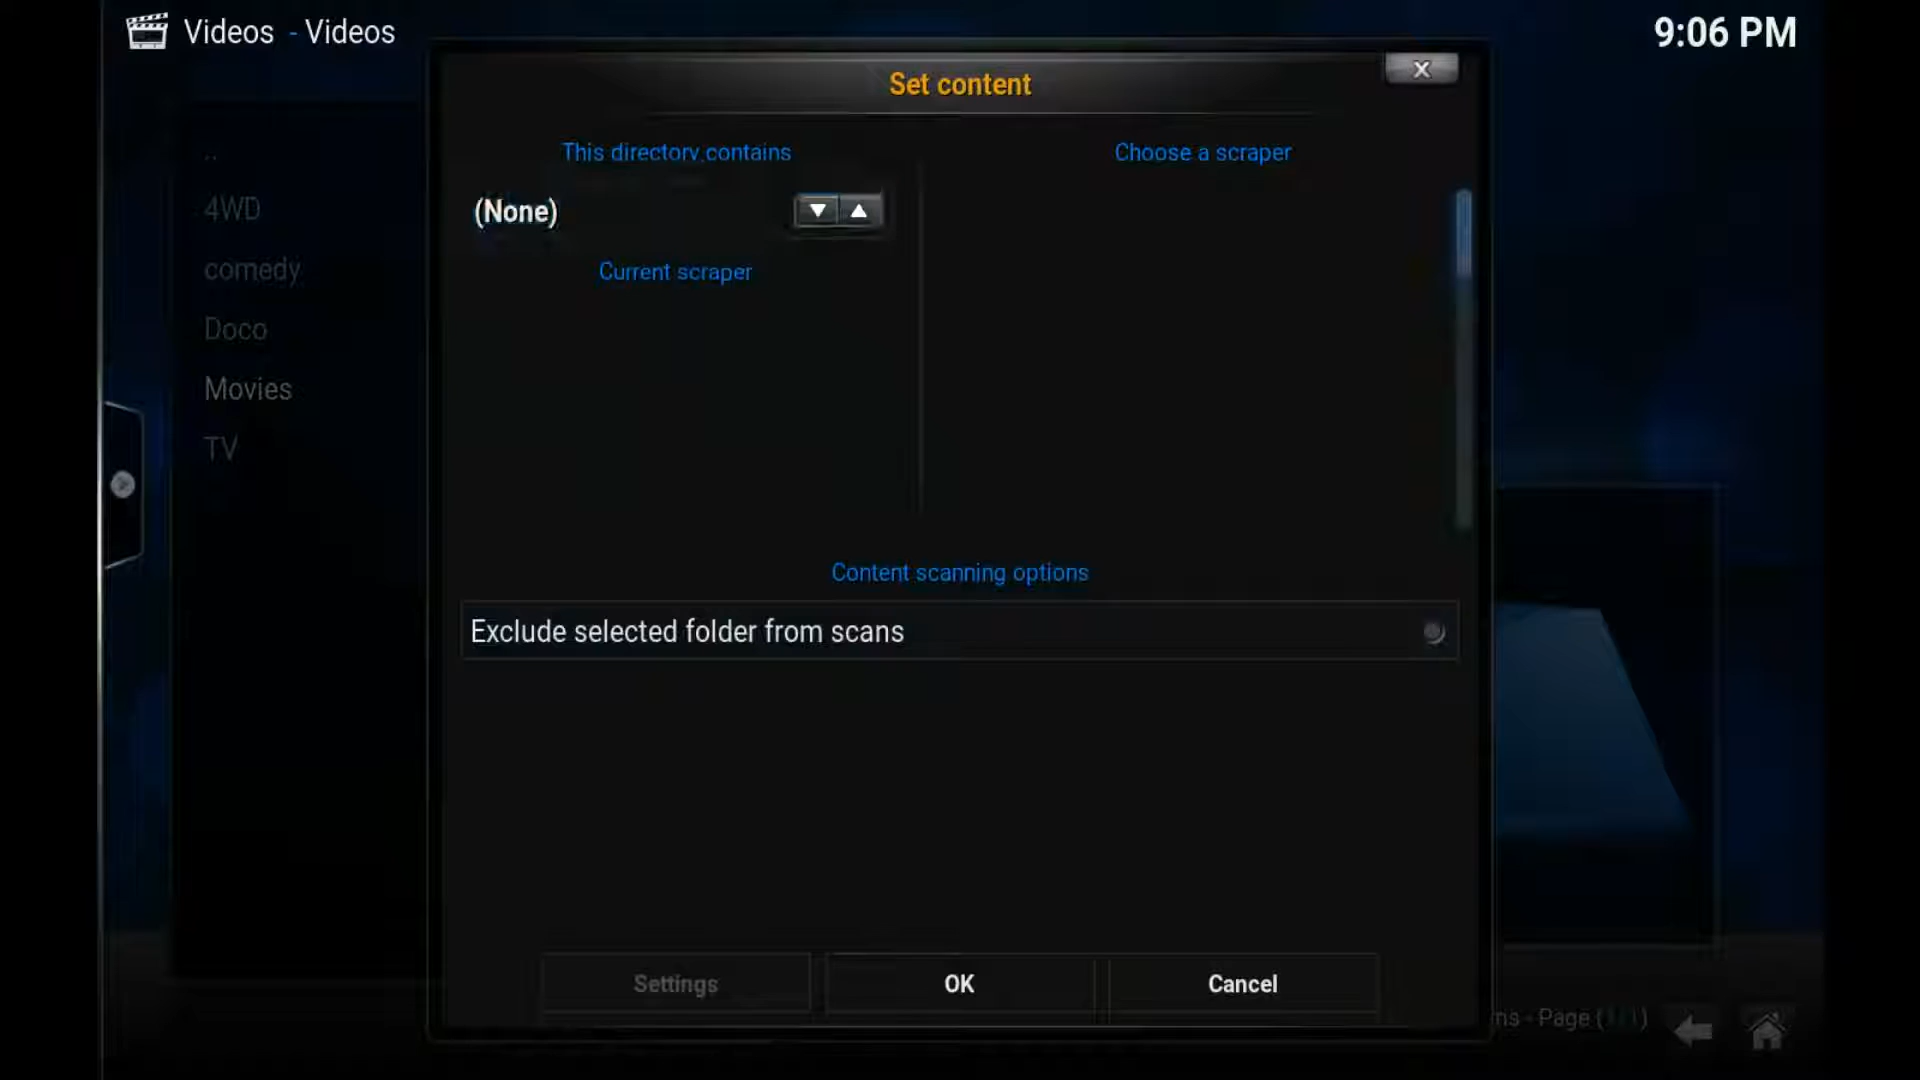 Videos - Videos
9:06 PM
Set content
X
This directory contains
Choose a scraper
(None)
Current scraper
..
4WD
comedy
Doco
Movies
TV
Content scanning options
Exclude selected folder from scans
Settings
OK
Cancel
Page